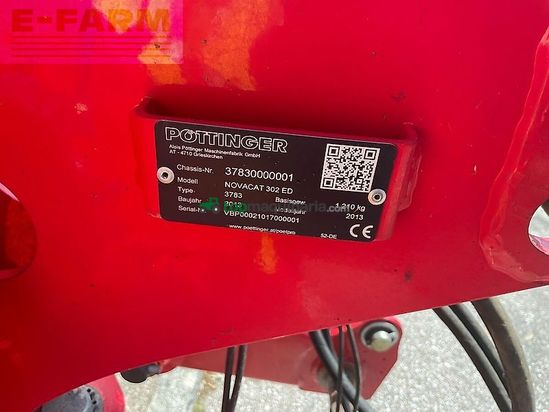 E-FARM
PÖTTINGER
Alois Pöttinger Maschinenfabrik GmbH
AT - 4710 Grieskirchen
Chassis-Nr. 37830000001
Modell NOVACAT 302 ED
Type 3783 Basisgew. 1.210 kg
Baujahr 2013
Serial-Nr. VBP00021017000001
www.poettinger.at/poetpro
52-DE
CE